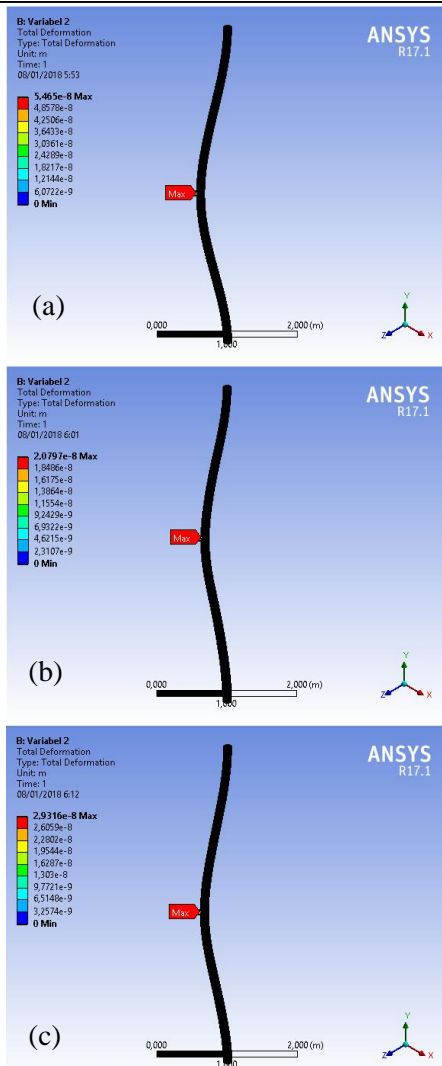 B: Variabel 2
Total Deformation
Type: Total Deformation
Unit: m
Time: 1
08/01/2018 5:53
5,465e-8 Max
4,8578e-8
4,2506e-8
3,6433e-8
3,0361e-8
2,4289e-8
1,8217e-8
1,2144e-8
6,0722e-9
0 Min
ANSYS
R17.1
Max
(a)
0,000 2,000 (m)
1,000
Y
Z X
B: Variabel 2
Total Deformation
Type: Total Deformation
Unit: m
Time: 1
08/01/2018 6:01
2,0797e-8 Max
1,8486e-8
1,6175e-8
1,3864e-8
1,1554e-8
9,2429e-9
6,9322e-9
4,6215e-9
2,3107e-9
0 Min
ANSYS
R17.1
Max
(b)
0,000 2,000 (m)
1,000
Y
Z X
B: Variabel 2
Total Deformation
Type: Total Deformation
Unit: m
Time: 1
08/01/2018 6:12
2,9316e-8 Max
2,6059e-8
2,2802e-8
1,9544e-8
1,6287e-8
1,303e-8
9,7721e-9
6,5148e-9
3,2574e-9
0 Min
ANSYS
R17.1
Max
(c)
0,000 2,000 (m)
1,000
Y
Z X